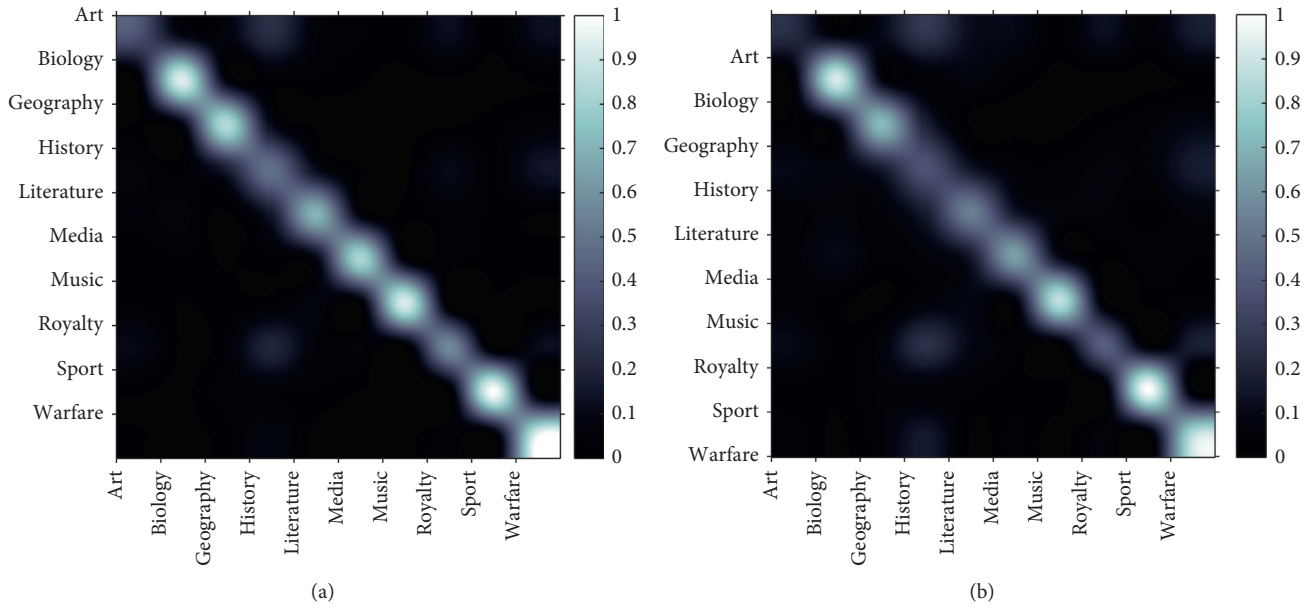 Art
Biology
Geography
History
Literature
Media
Music
Royalty
Sport
Warfare
Art
Biology
Geography
History
Literature
Media
Music
Royalty
Sport
Warfare
1
0.9
0.8
0.7
0.6
0.5
0.4
0.3
0.2
0.1
0
(a)
Art
Biology
Geography
History
Literature
Media
Music
Royalty
Sport
Warfare
Art
Biology
Geography
History
Literature
Media
Music
Royalty
Sport
Warfare
1
0.9
0.8
0.7
0.6
0.5
0.4
0.3
0.2
0.1
0
(b)